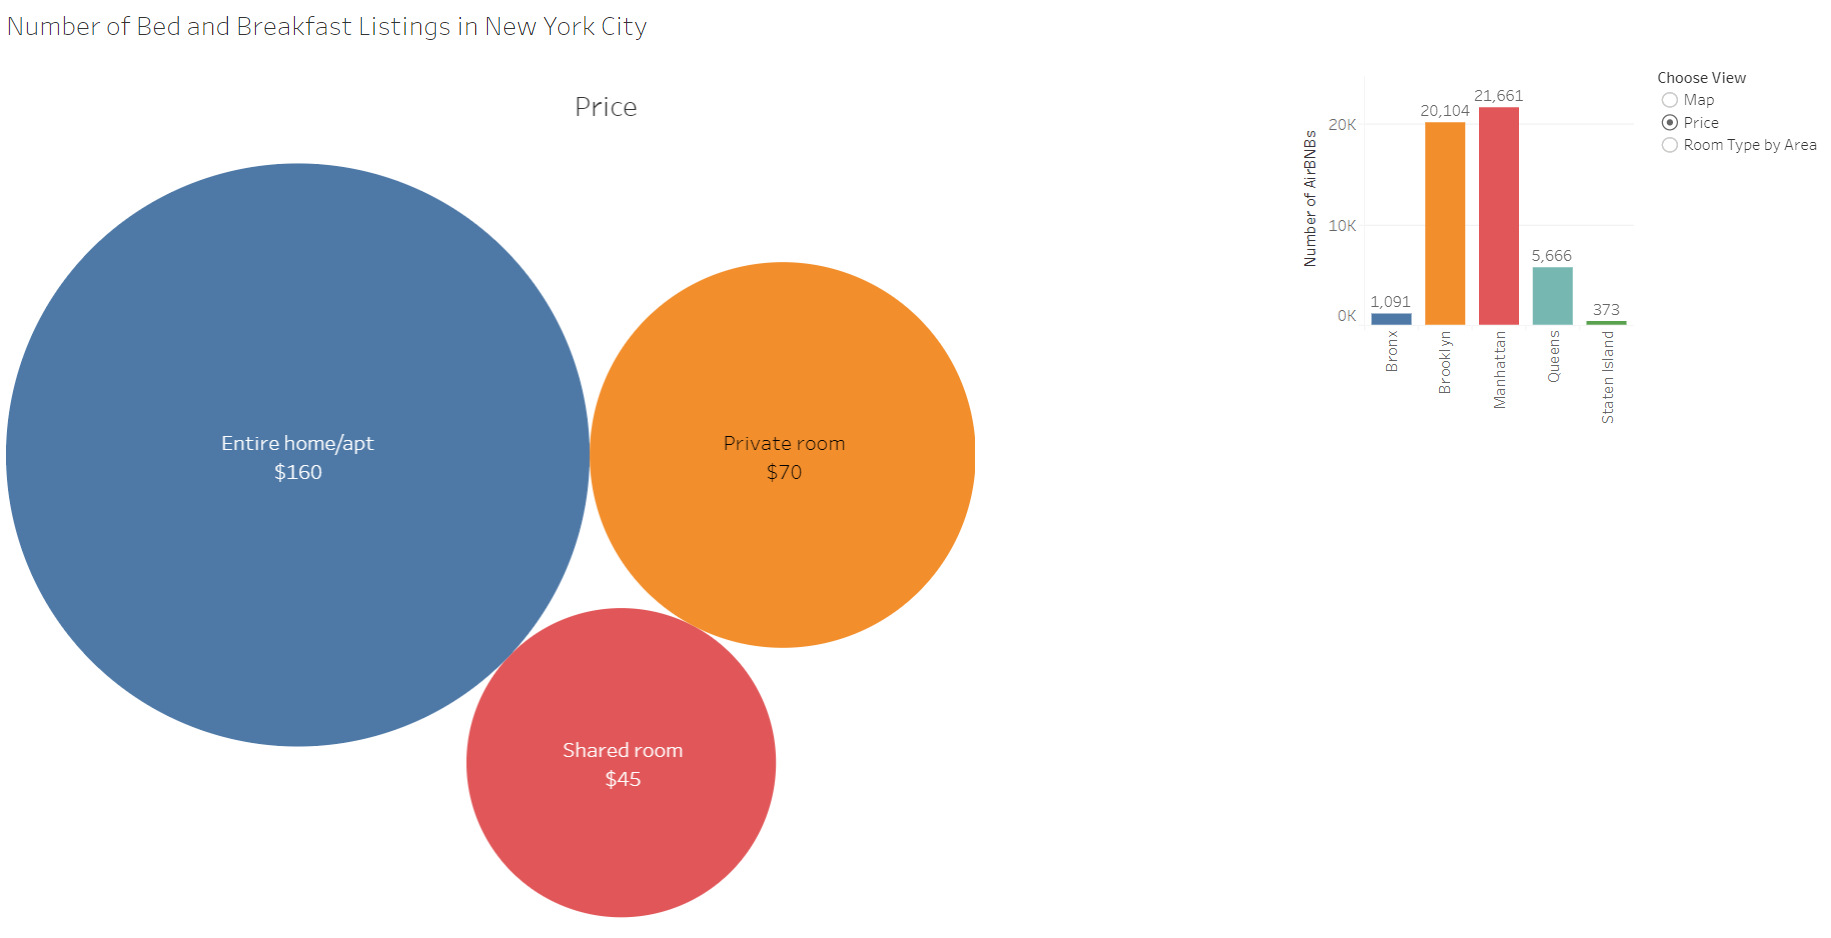 Number of Bed and Breakfast Listings in New York City
Price
Entire home/apt
$160
Private room
$70
Shared room
$45
Number of AirBNBs
20K
10K
0K
1,091
20,104
21,661
5,666
373
Bronx
Brooklyn
Manhattan
Queens
Staten Island
Choose View
Map
Price
Room Type by Area